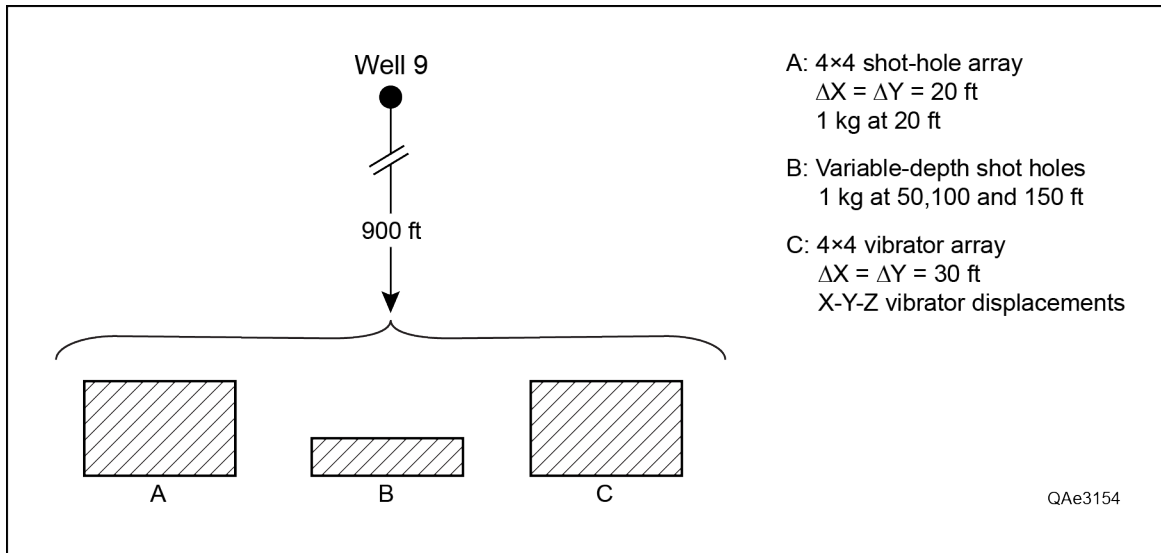 Well 9
900 ft
A
B
C
A: 4×4 shot-hole array
ΔX = ΔY = 20 ft
1 kg at 20 ft
B: Variable-depth shot holes
1 kg at 50,100 and 150 ft
C: 4×4 vibrator array
ΔX = ΔY = 30 ft
X-Y-Z vibrator displacements
QAe3154